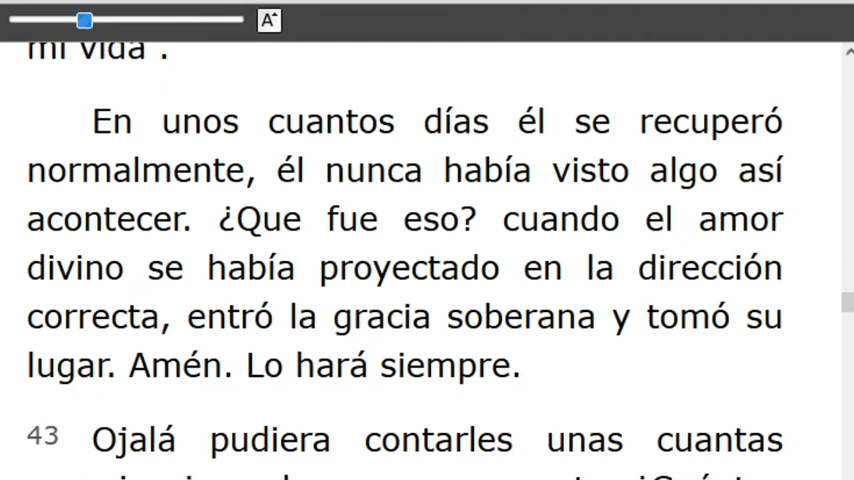 A
mi vida".
En unos cuantos días él se recuperó
normalmente, él nunca había visto algo así
acontecer. ¿Que fue eso? cuando el amor
divino se había proyectado en la dirección
correcta, entró la gracia soberana y tomó su
lugar. Amén. Lo hará siempre.
43 Ojalá pudiera contarles unas cuantas